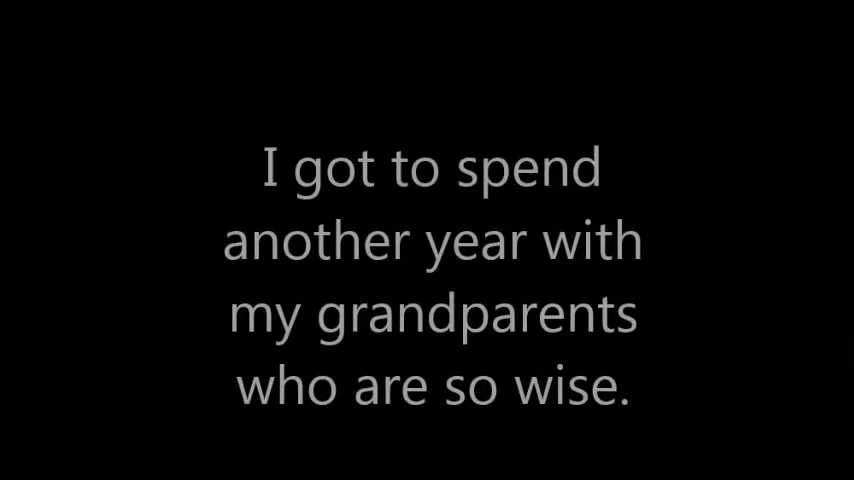 I got to spend
another year with
my grandparents
who are so wise.